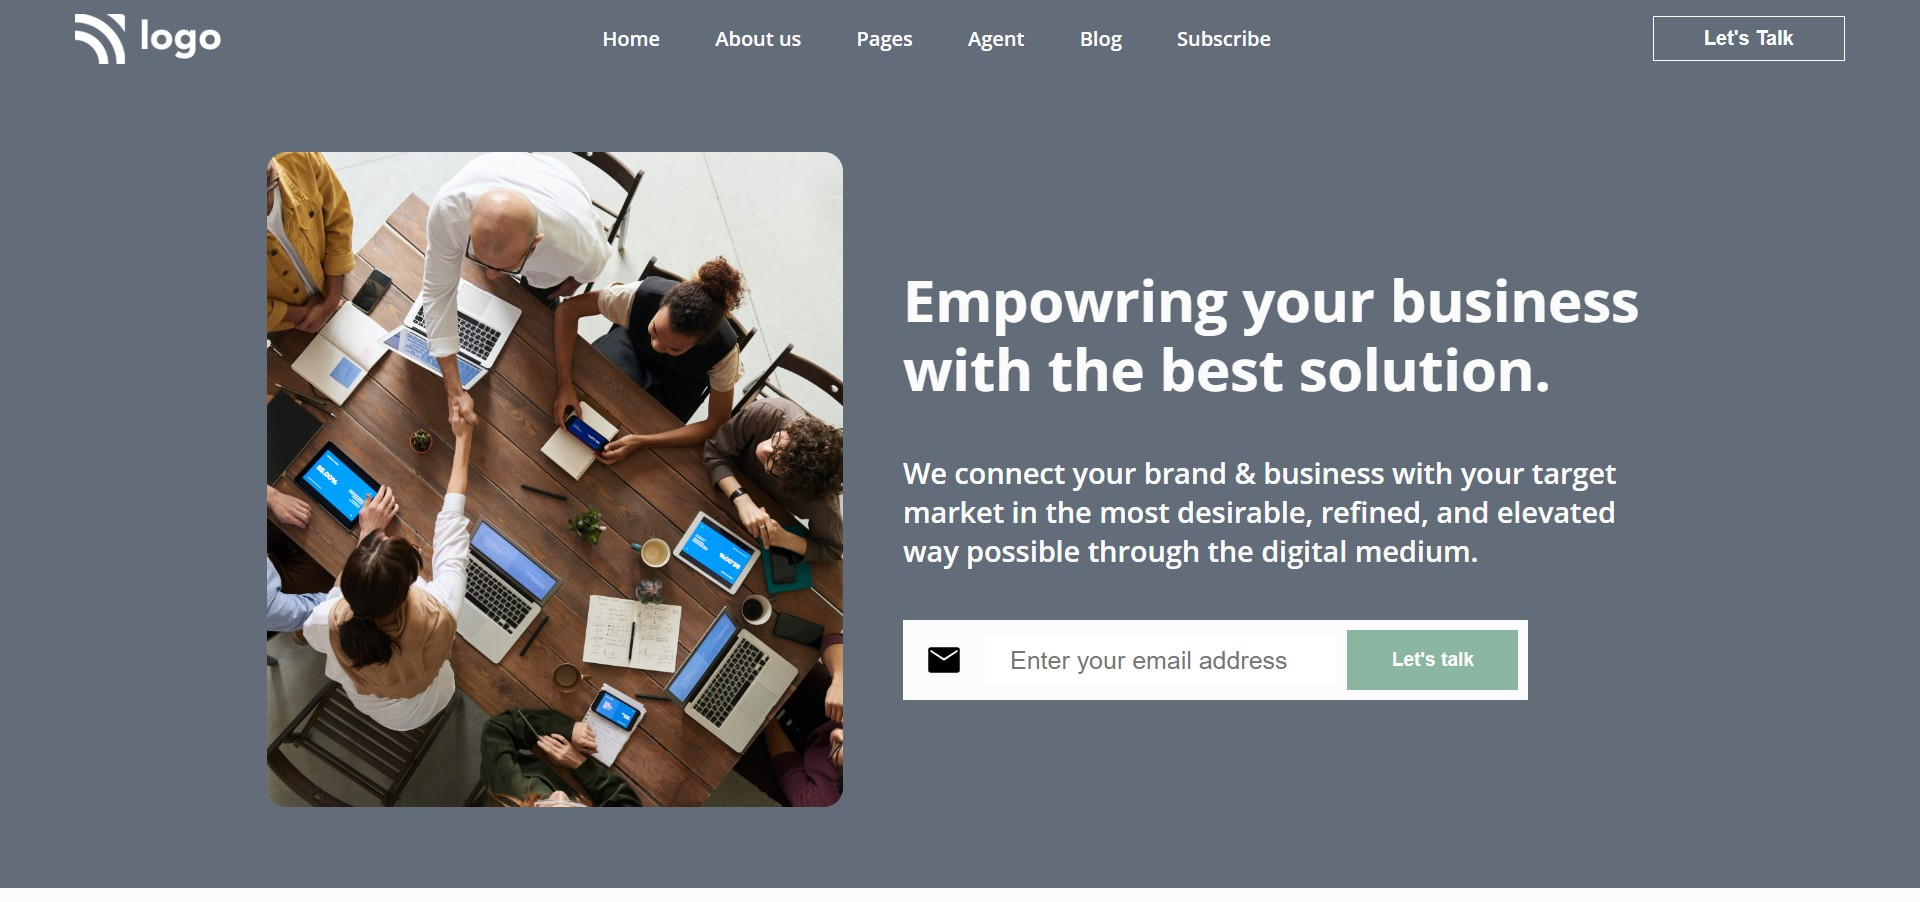 logo
Home
About us
Pages
Agent
Blog
Subscribe
Let's Talk
Empowring your business
with the best solution.
We connect your brand & business with your target
market in the most desirable, refined, and elevated
way possible through the digital medium.
Enter your email address
Let's talk